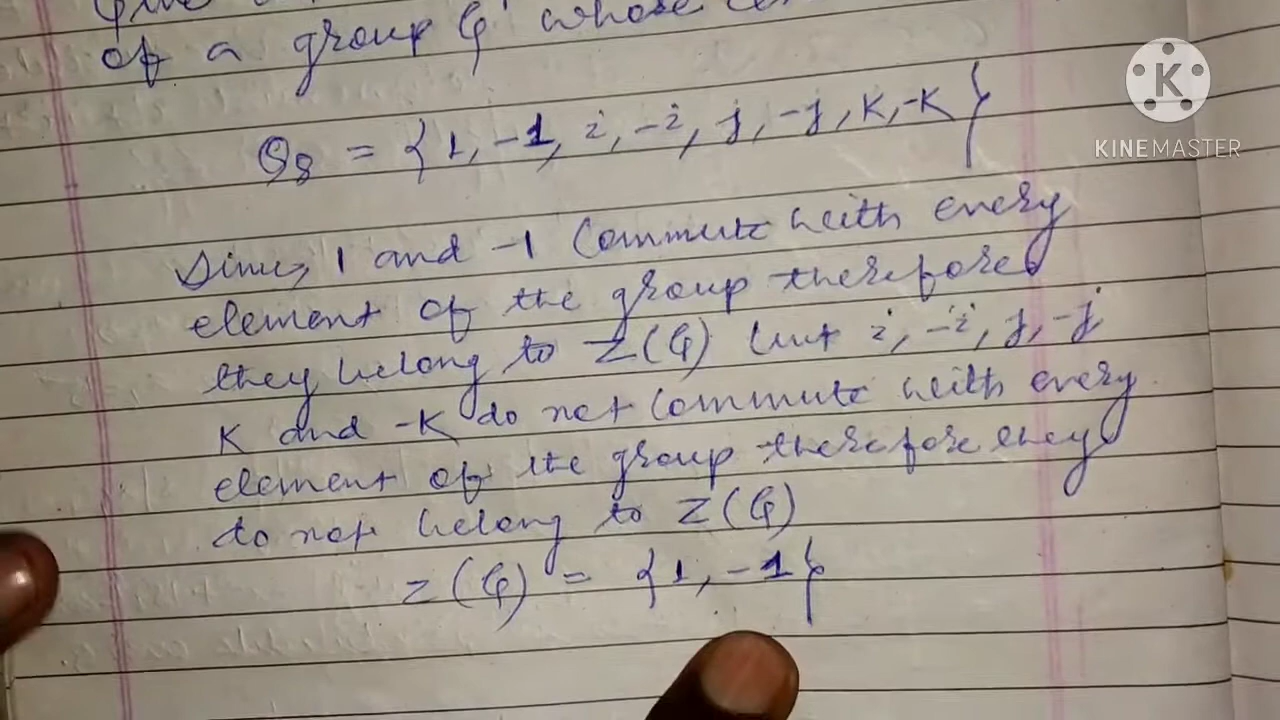 of a group G whose
Q8 = {1, -1, i, -i, j, -j, K, -K}
K
KINEMASTER
Since, 1 and -1 Commute with every
element of the group therefore
they belong to Z(G) but i, -i, j, -j
K and -K do not Commute with every
element of the group therefore they
do not belong to Z(G)
Z(G) = {1, -1}